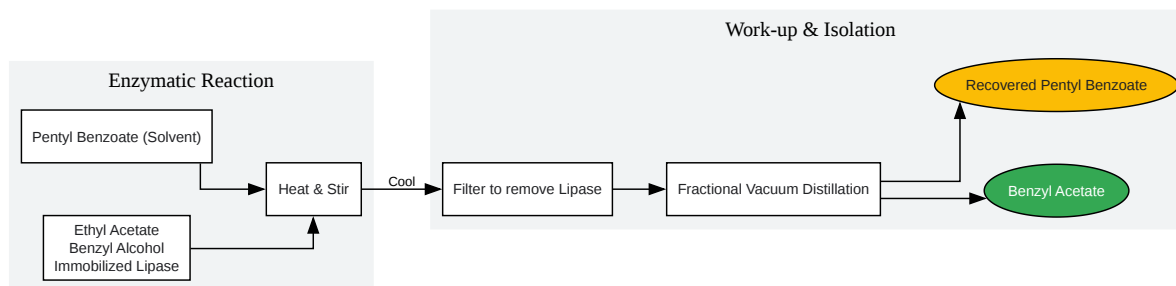 Work-up & Isolation
Enzymatic Reaction
Recovered Pentyl Benzoate
Pentyl Benzoate (Solvent)
Heat & Stir
Cool
Filter to remove Lipase
Fractional Vacuum Distillation
Benzyl Acetate
Ethyl Acetate
Benzyl Alcohol
Immobilized Lipase